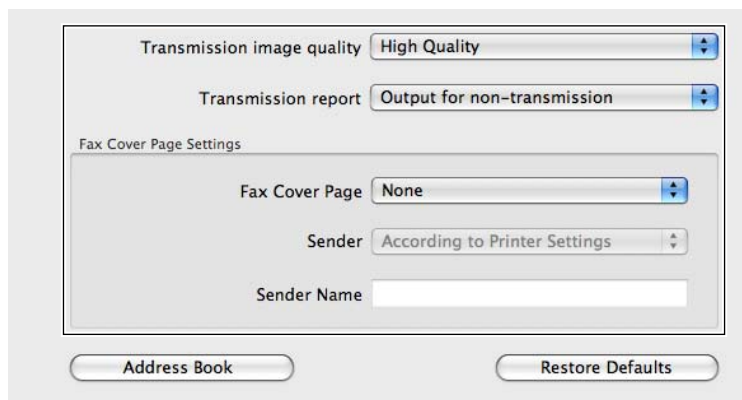 Transmission image quality High Quality
Transmission report Output for non-transmission
Fax Cover Page Settings
Fax Cover Page None
Sender According to Printer Settings
Sender Name
Address Book Restore Defaults